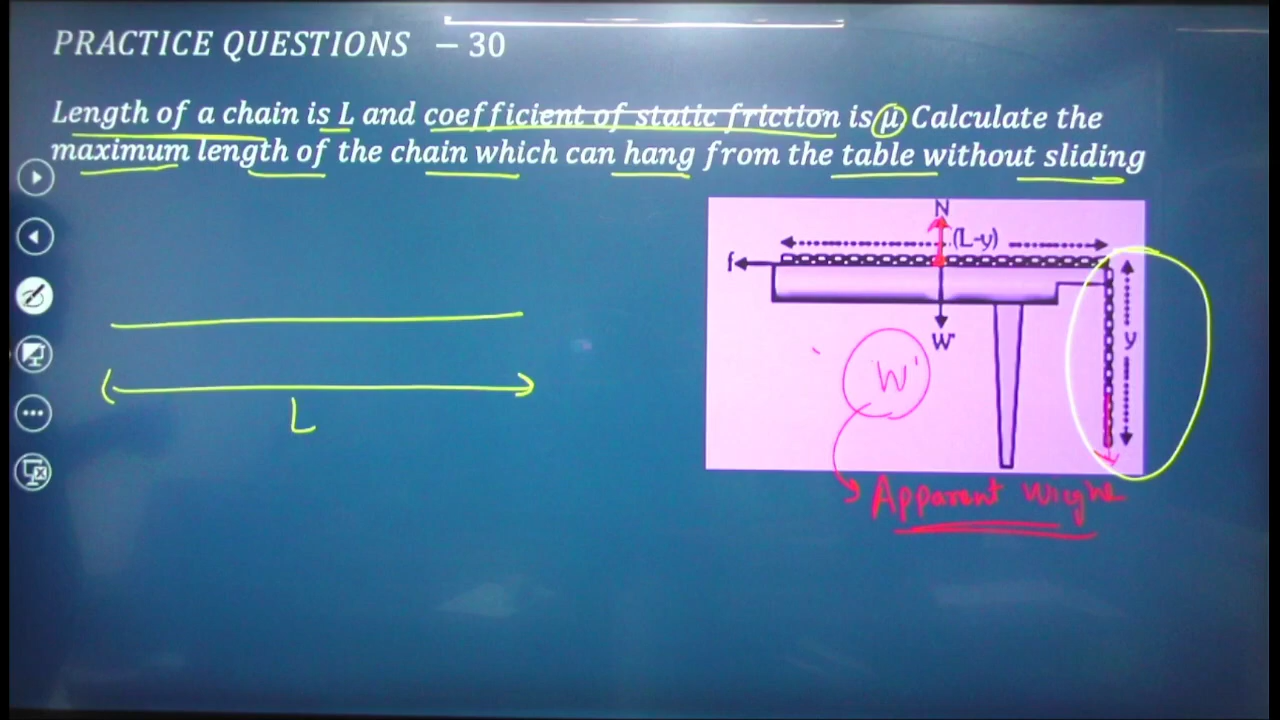 PRACTICE QUESTIONS – 30
Length of a chain is L and coefficient of static friction is μ Calculate the
maximum length of the chain which can hang from the table without sliding
N
(L-y)
f
y
W
W'
L
Apparent Wighe